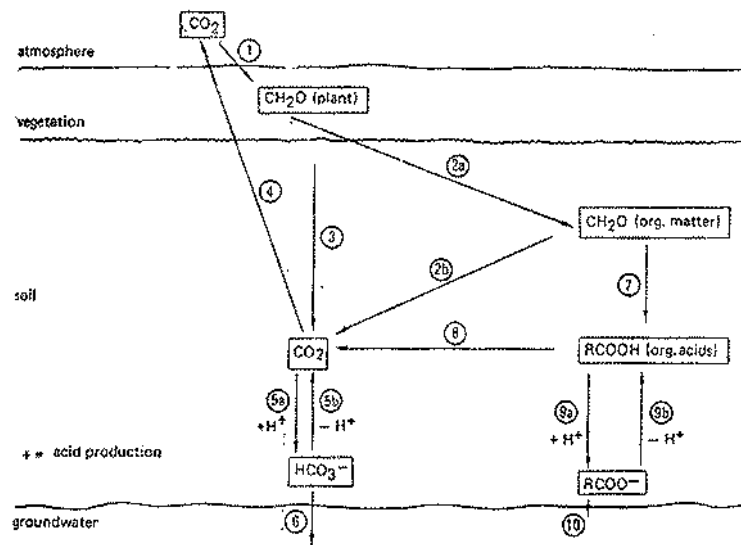 CO2
atmosphere
1
CH2O (plant)
vegetation
2a
4
CH2O (org. matter)
3
2b
7
soil
8
CO2
RCOOH (org. acids)
5a
5b
9a
9b
+H+
− H+
+ H+
− H+
+ = acid production
HCO3−
RCOO−
groundwater
6
10